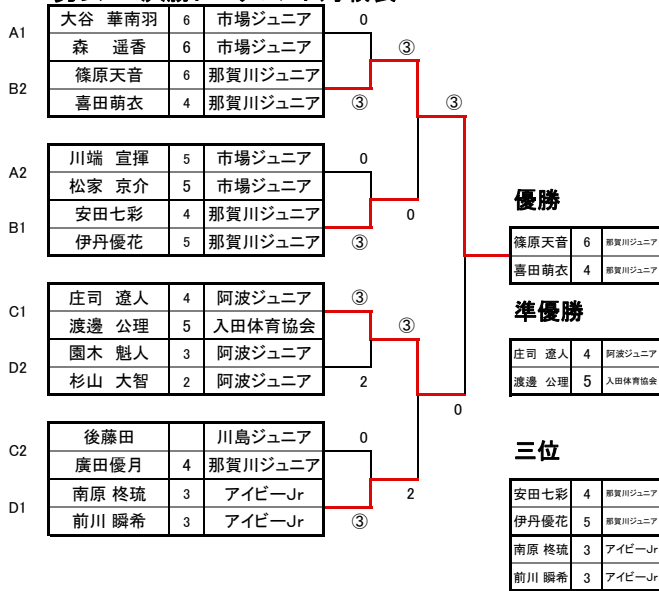 A1
大谷 華南羽 6 市場ジュニア 0
森 遥香 6 市場ジュニア
③
B2
篠原天音 6 那賀川ジュニア
喜田萌衣 4 那賀川ジュニア ③
③
A2
川端 宣揮 5 市場ジュニア 0
松家 京介 5 市場ジュニア
0
B1
安田七彩 4 那賀川ジュニア
伊丹優花 5 那賀川ジュニア ③
C1
庄司 遼人 4 阿波ジュニア ③
渡邊 公理 5 入田体育協会
③
D2
園木 魁人 3 阿波ジュニア
杉山 大智 2 阿波ジュニア 2
0
C2
後藤田 川島ジュニア 0
廣田優月 4 那賀川ジュニア
2
D1
南原 柊琉 3 アイビーJr
前川 瞬希 3 アイビーJr ③
優勝
篠原天音 6 那賀川ジュニア
喜田萌衣 4 那賀川ジュニア
準優勝
庄司 遼人 4 阿波ジュニア
渡邊 公理 5 入田体育協会
三位
安田七彩 4 那賀川ジュニア
伊丹優花 5 那賀川ジュニア
南原 柊琉 3 アイビーJr
前川 瞬希 3 アイビーJr